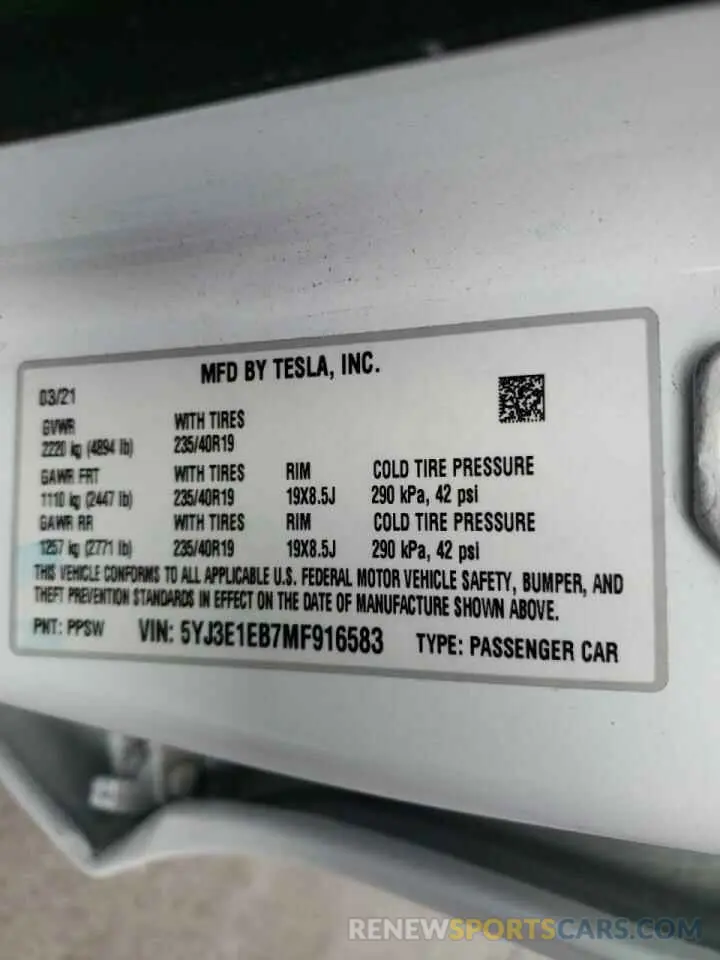 MFD BY TESLA, INC.
03/21
GVWR WITH TIRES
2220 kg (4894 lb) 235/40R19
GAWR FRT WITH TIRES RIM COLD TIRE PRESSURE
1110 kg (2447 lb) 235/40R19 19X8.5J 290 kPa, 42 psi
GAWR RR WITH TIRES RIM COLD TIRE PRESSURE
1257 kg (2771 lb) 235/40R19 19X8.5J 290 kPa, 42 psi
THIS VEHICLE CONFORMS TO ALL APPLICABLE U.S. FEDERAL MOTOR VEHICLE SAFETY, BUMPER, AND
THEFT PREVENTION STANDARDS IN EFFECT ON THE DATE OF MANUFACTURE SHOWN ABOVE.
PNT: PPSW VIN: 5YJ3E1EB7MF916583 TYPE: PASSENGER CAR
RENEWSPORTSCARS.COM